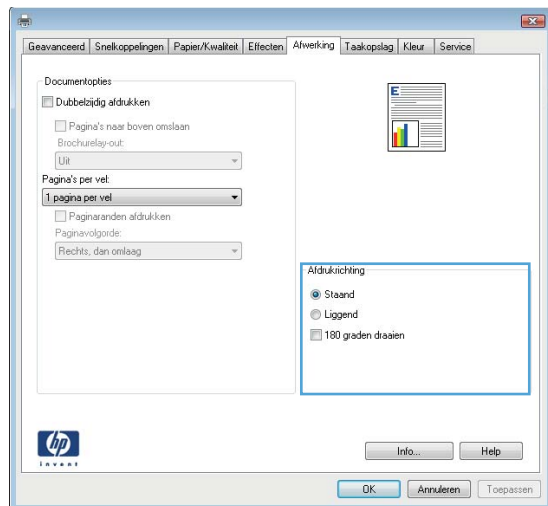 Geavanceerd Snelkoppelingen Papier/Kwaliteit Effecten Afwerking Taakopslag Kleur Service
Documentopties
Dubbelzijdig afdrukken
Pagina's naar boven omslaan
Brochurelay-out:
Uit
Pagina's per vel:
1 pagina per vel
Paginaranden afdrukken
Paginavolgorde:
Rechts, dan omlaag
E
Afdrukrichting
Staand
Liggend
180 graden draaien
hp
invent
Info... Help
OK Annuleren Toepassen